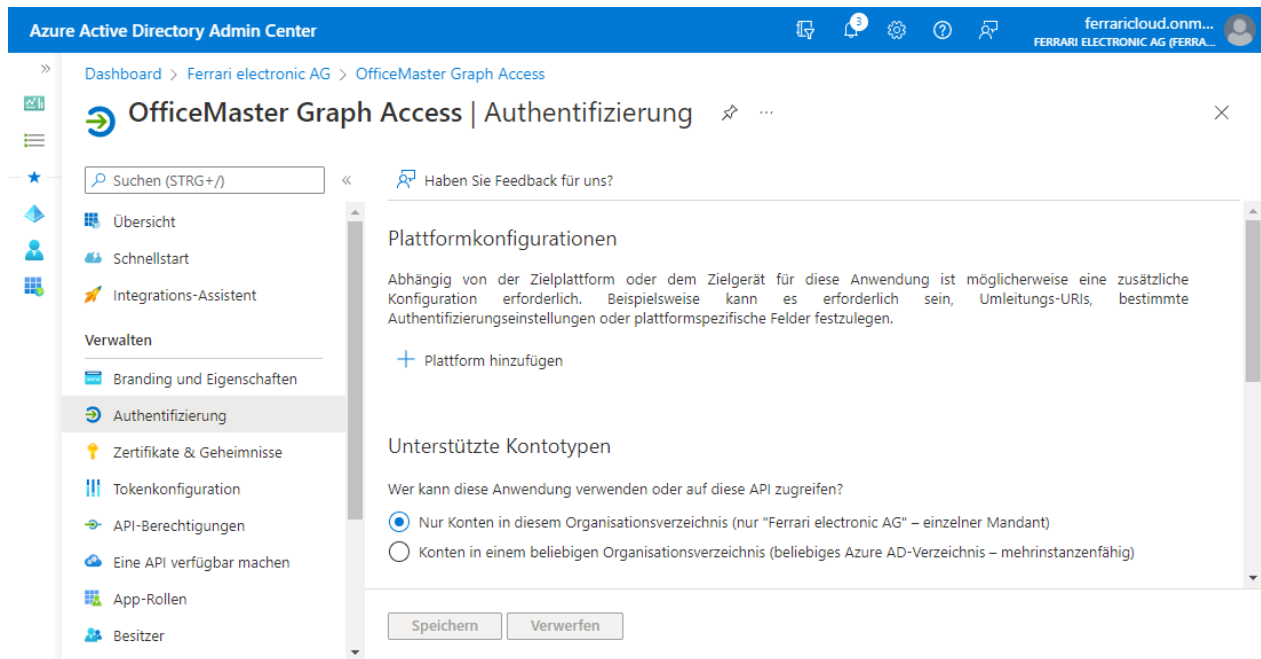 Azure Active Directory Admin Center
3
ferraricloud.onm...
FERRARI ELECTRONIC AG (FERRA...
Dashboard > Ferrari electronic AG > OfficeMaster Graph Access
OfficeMaster Graph Access | Authentifizierung
Suchen (STRG+/)
Übersicht
Schnellstart
Integrations-Assistent
Verwalten
Branding und Eigenschaften
Authentifizierung
Zertifikate & Geheimnisse
Tokenkonfiguration
API-Berechtigungen
Eine API verfügbar machen
App-Rollen
Besitzer
Haben Sie Feedback für uns?
Plattformkonfigurationen
Abhängig von der Zielplattform oder dem Zielgerät für diese Anwendung ist möglicherweise eine zusätzliche
Konfiguration erforderlich. Beispielsweise kann es erforderlich sein, Umleitungs-URIs, bestimmte
Authentifizierungseinstellungen oder plattformspezifische Felder festzulegen.
Plattform hinzufügen
Unterstützte Kontotypen
Wer kann diese Anwendung verwenden oder auf diese API zugreifen?
Nur Konten in diesem Organisationsverzeichnis (nur "Ferrari electronic AG" – einzelner Mandant)
Konten in einem beliebigen Organisationsverzeichnis (beliebiges Azure AD-Verzeichnis – mehrinstanzenfähig)
Speichern
Verwerfen